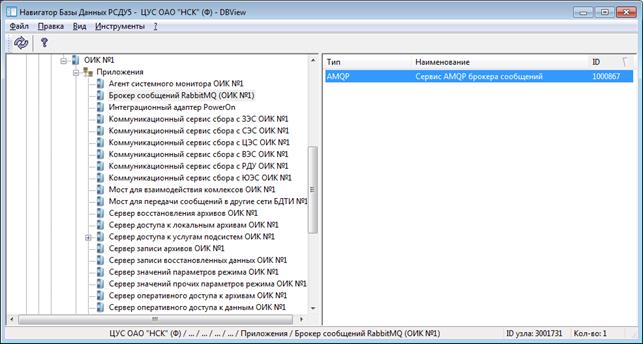 Навигатор Базы Данных РСДУ5 - ЦУС ОАО "НСК" (Ф) - DBView
Файл Правка Вид Инструменты ?
ОИК №1
Приложения
Агент системного монитора ОИК №1
Брокер сообщений RabbitMQ (ОИК №1)
Интеграционный адаптер PowerOn
Коммуникационный сервис сбора с ЗЭС ОИК №1
Коммуникационный сервис сбора с СЭС ОИК №1
Коммуникационный сервис сбора с ЦЭС ОИК №1
Коммуникационный сервис сбора с ВЭС ОИК №1
Коммуникационный сервис сбора с РДУ ОИК №1
Коммуникационный сервис сбора с ЮЭС ОИК №1
Мост для взаимодействия комлексов ОИК №1
Мост для передачи сообщений в другие сети БДТИ №
Сервер восстановления архивов ОИК №1
Сервер доступа к локальным архивам ОИК №1
Сервер доступа к услугам подсистем ОИК №1
Сервер записи архивов ОИК №1
Сервер записи восстановленных данных ОИК №1
Сервер значений параметров режима ОИК №1
Сервер значений прочих параметров ОИК №1
Сервер оперативного доступа к архивам ОИК №1
Сервер оперативного доступа к данным ОИК №1
Тип Наименование ID
AMQP Сервис AMQP брокера сообщений 1000867
ЦУС ОАО "НСК" (Ф) / ... / ... / ... / ... / Приложения / Брокер сообщений RabbitMQ (ОИК №1) ID узла: 3001731 Кол-во: 1